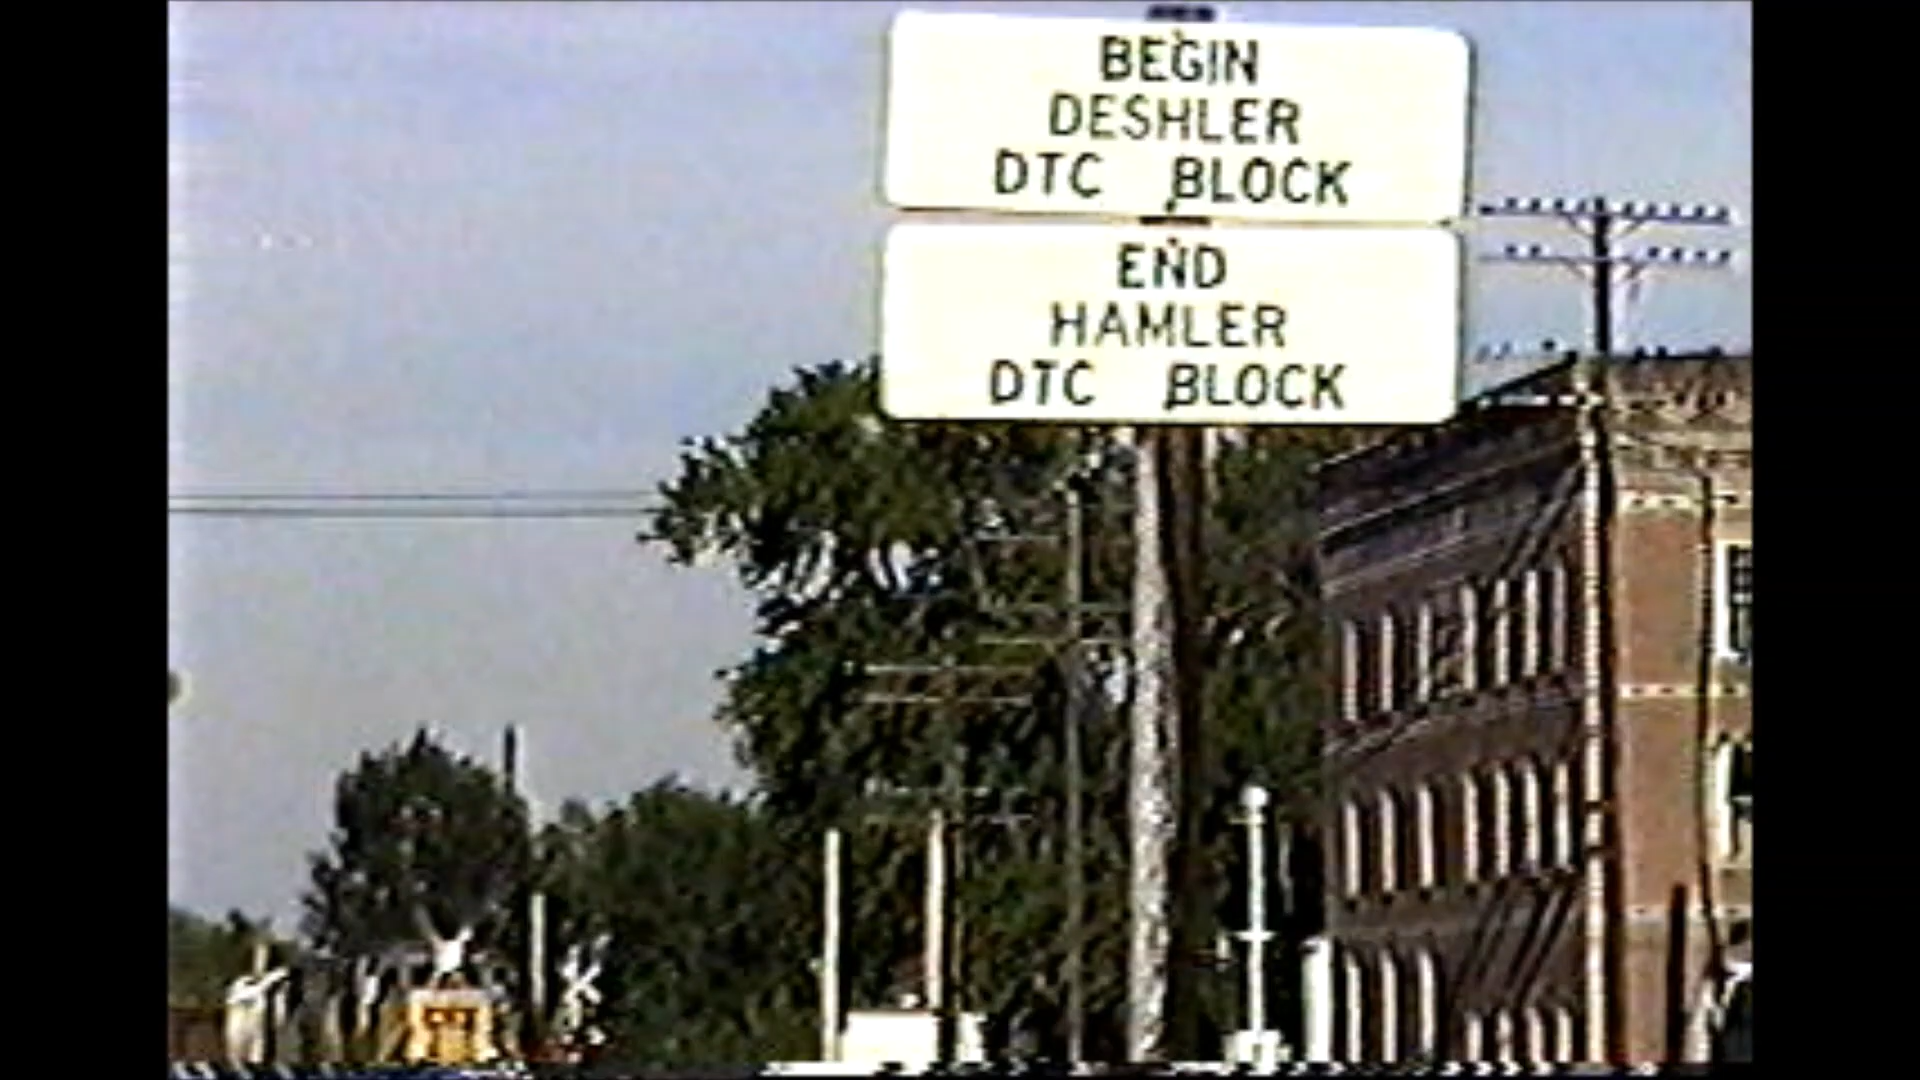 BEGIN
DESHLER
DTC BLOCK
END
HAMLER
DTC BLOCK